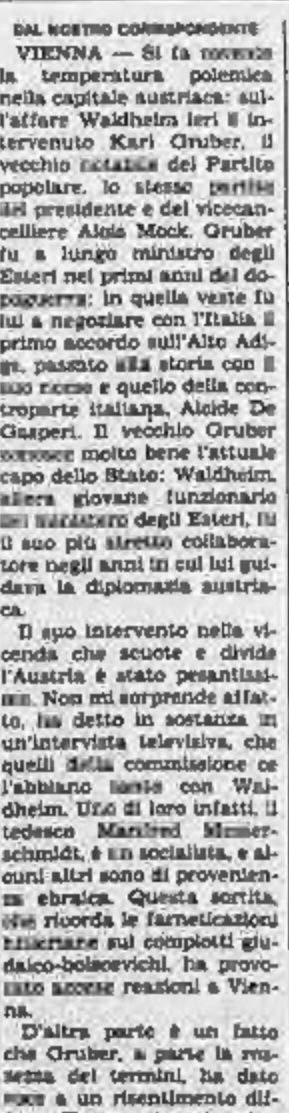 DAL NOSTRO CORRISPONDENTE
VIENNA — Si fa rovente
la temperatura polemica
nella capitale austriaca: sul-
l'affare Waldheim ieri è in-
tervenuto Karl Gruber, il
vecchio notabile del Partito
popolare, lo stesso partito
del presidente e del vicecan-
celliere Alois Mock. Gruber
fu a lungo ministro degli
Esteri nei primi anni del do-
poguerra: in quella veste fu
lui a negoziare con l'Italia il
primo accordo sull'Alto Adi-
ge, passato alla storia con il
suo nome e quello della con-
troparte italiana, Alcide De
Gasperi. Il vecchio Gruber
conosce molto bene l'attuale
capo dello Stato: Waldheim,
allora giovane funzionario
del ministero degli Esteri, fu
il suo più stretto collabora-
tore negli anni in cui lui gui-
dava la diplomazia austria-
ca.
Il suo intervento nella vi-
cenda che scuote e divide
l'Austria è stato pesantissi-
mo. Non mi sorprende affat-
to, ha detto in sostanza in
un'intervista televisiva, che
quelli della commissione ce
l'abbiano tanto con Wal-
dheim. Uno di loro infatti, il
tedesco Manfred Messer-
schmidt, è un socialista, e al-
cuni altri sono di provenien-
za ebraica. Questa sortita,
che ricorda le farneticazioni
hitleriane sui complotti giu-
daico-bolscevichi, ha provo-
cato accese reazioni a Vien-
na.
D'altra parte è un fatto
che Gruber, a parte la roz-
zezza dei termini, ha dato
voce a un risentimento dif-